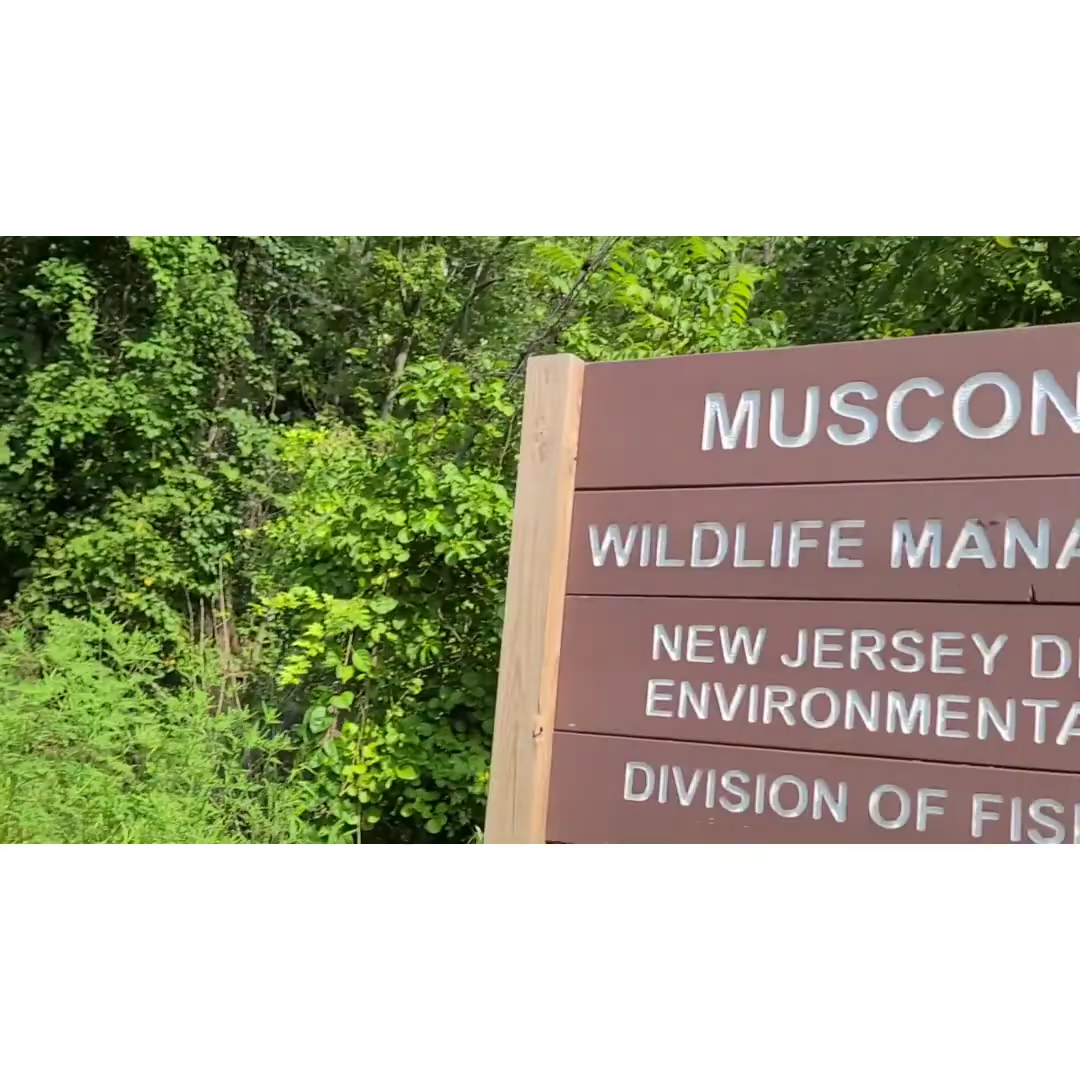 MUSCON
WILDLIFE MANA
NEW JERSEY D
ENVIRONMENTA
DIVISION OF FIS